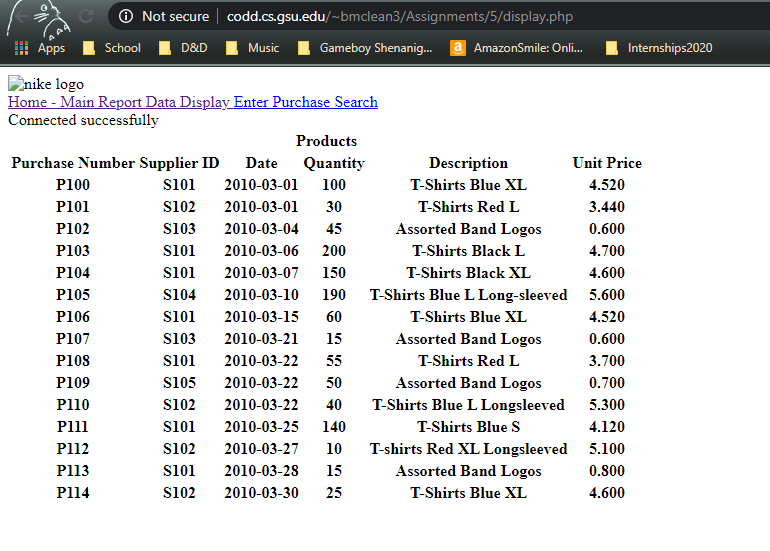 Not secure | codd.cs.gsu.edu/~bmclean3/Assignments/5/display.php
Apps School D&D Music Gameboy Shenanig... AmazonSmile: Onli... Internships2020
nike logo
Home - Main Report Data Display Enter Purchase Search
Connected successfully
Products
Purchase Number Supplier ID Date Quantity Description Unit Price
P100 S101 2010-03-01 100 T-Shirts Blue XL 4.520
P101 S102 2010-03-01 30 T-Shirts Red L 3.440
P102 S103 2010-03-04 45 Assorted Band Logos 0.600
P103 S101 2010-03-06 200 T-Shirts Black L 4.700
P104 S101 2010-03-07 150 T-Shirts Black XL 4.600
P105 S104 2010-03-10 190 T-Shirts Blue L Long-sleeved 5.600
P106 S101 2010-03-15 60 T-Shirts Blue XL 4.520
P107 S103 2010-03-21 15 Assorted Band Logos 0.600
P108 S101 2010-03-22 55 T-Shirts Red L 3.700
P109 S105 2010-03-22 50 Assorted Band Logos 0.700
P110 S102 2010-03-22 40 T-Shirts Blue L Longsleeved 5.300
P111 S101 2010-03-25 140 T-Shirts Blue S 4.120
P112 S102 2010-03-27 10 T-shirts Red XL Longsleeved 5.100
P113 S101 2010-03-28 15 Assorted Band Logos 0.800
P114 S102 2010-03-30 25 T-Shirts Blue XL 4.600